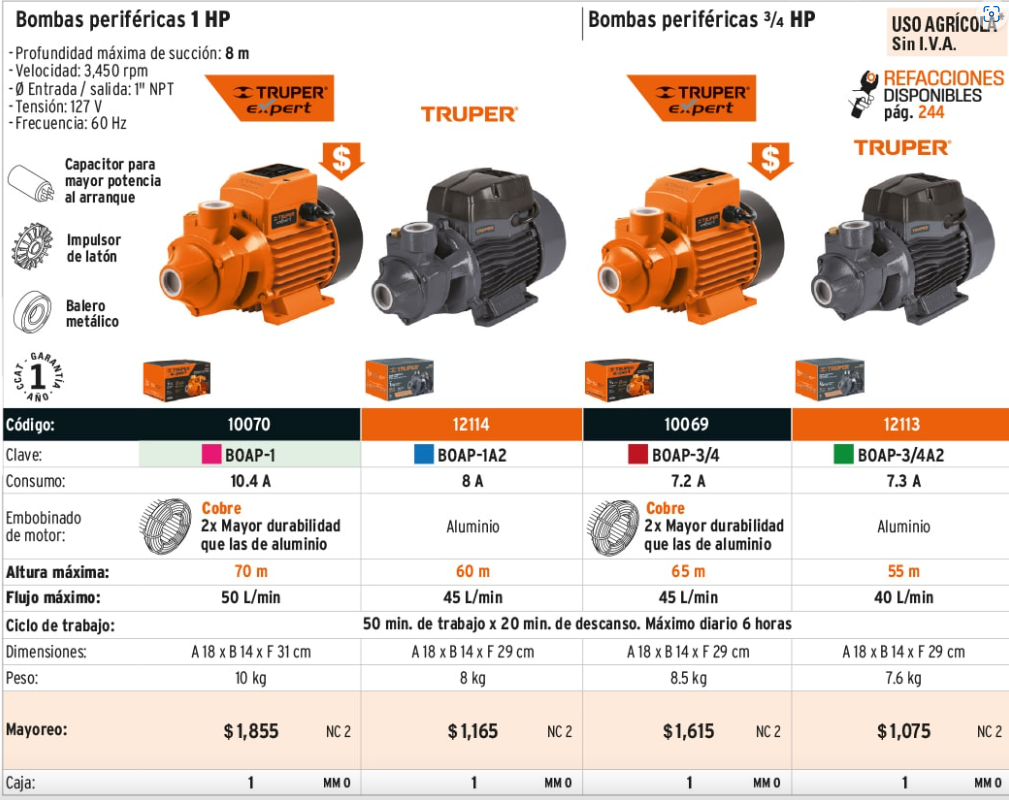 Bombas periféricas 1 HP
- Profundidad máxima de succión: 8 m
- Velocidad: 3,450 rpm
- Ø Entrada / salida: 1" NPT
- Tensión: 127 V
- Frecuencia: 60 Hz
Capacitor para
mayor potencia
al arranque
Impulsor
de latón
Balero
metálico
CCAT · GARANTÍA · 1 AÑO
TRUPER
expert
$
TRUPER
Bombas periféricas 3/4 HP
TRUPER
expert
$
USO AGRÍCOLA
Sin I.V.A.
REFACCIONES
DISPONIBLES
pág. 244
TRUPER
Código: 10070 12114 10069 12113
Clave: BOAP-1 BOAP-1A2 BOAP-3/4 BOAP-3/4A2
Consumo: 10.4 A 8 A 7.2 A 7.3 A
Embobinado
de motor:
Cobre
2x Mayor durabilidad
que las de aluminio
Aluminio
Cobre
2x Mayor durabilidad
que las de aluminio
Aluminio
Altura máxima: 70 m 60 m 65 m 55 m
Flujo máximo: 50 L/min 45 L/min 45 L/min 40 L/min
Ciclo de trabajo: 50 min. de trabajo x 20 min. de descanso. Máximo diario 6 horas
Dimensiones: A 18 x B 14 x F 31 cm A 18 x B 14 x F 29 cm A 18 x B 14 x F 29 cm A 18 x B 14 x F 29 cm
Peso: 10 kg 8 kg 8.5 kg 7.6 kg
Mayoreo: $1,855 NC 2 $1,165 NC 2 $1,615 NC 2 $1,075 NC 2
Caja: 1 MM 0 1 MM 0 1 MM 0 1 MM 0